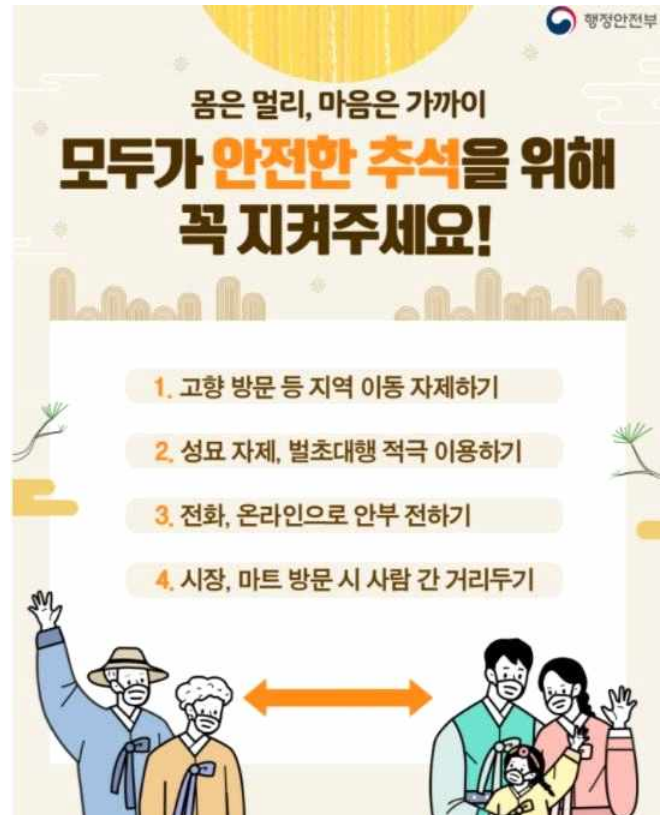 행정안전부
몸은 멀리, 마음은 가까이
모두가 안전한 추석을 위해
꼭 지켜주세요!
1. 고향 방문 등 지역 이동 자제하기
2. 성묘 자제, 벌초대행 적극 이용하기
3. 전화, 온라인으로 안부 전하기
4. 시장, 마트 방문 시 사람 간 거리두기